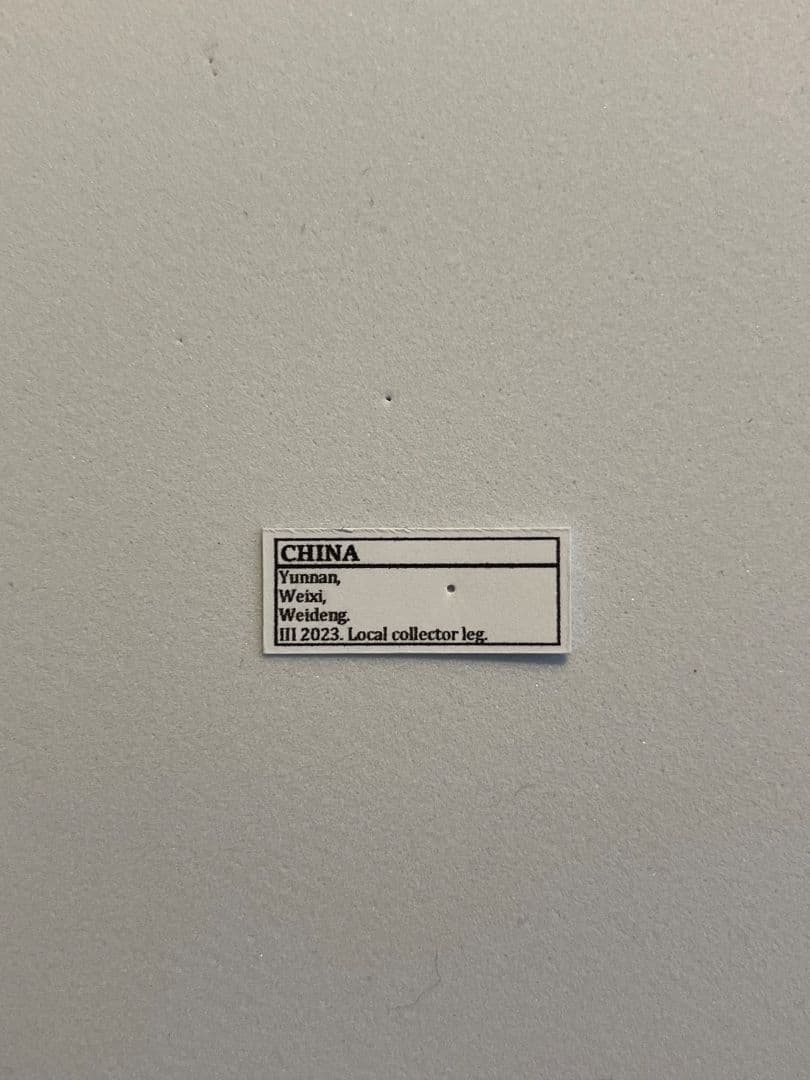 CHINA
Yunnan,
Weixi,
Weideng.
III 2023. Local collector leg.